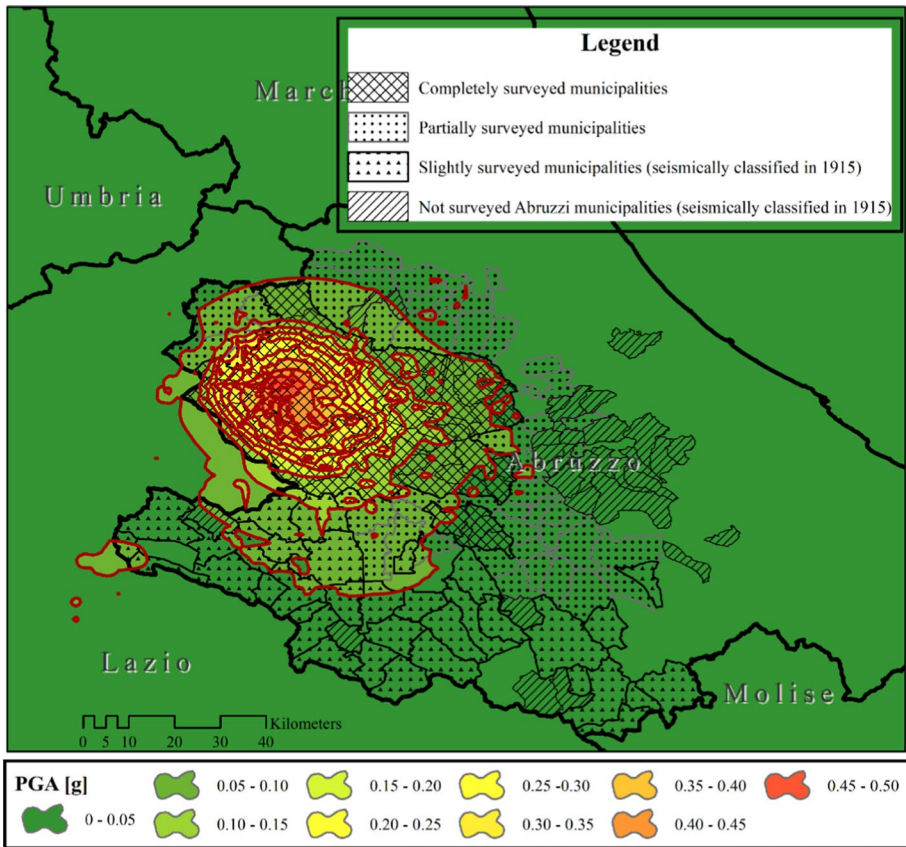 Legend
March
Completely surveyed municipalities
Partially surveyed municipalities
Slightly surveyed municipalities (seismically classified in 1915)
Umbria
Not surveyed Abruzzi municipalities (seismically classified in 1915)
Abruzzo
Lazio
Molise
Kilometers
0 5 10 20 30 40
PGA [g]
0 - 0.05
0.05 - 0.10
0.10 - 0.15
0.15 - 0.20
0.20 - 0.25
0.25 -0.30
0.30 - 0.35
0.35 - 0.40
0.40 - 0.45
0.45 - 0.50